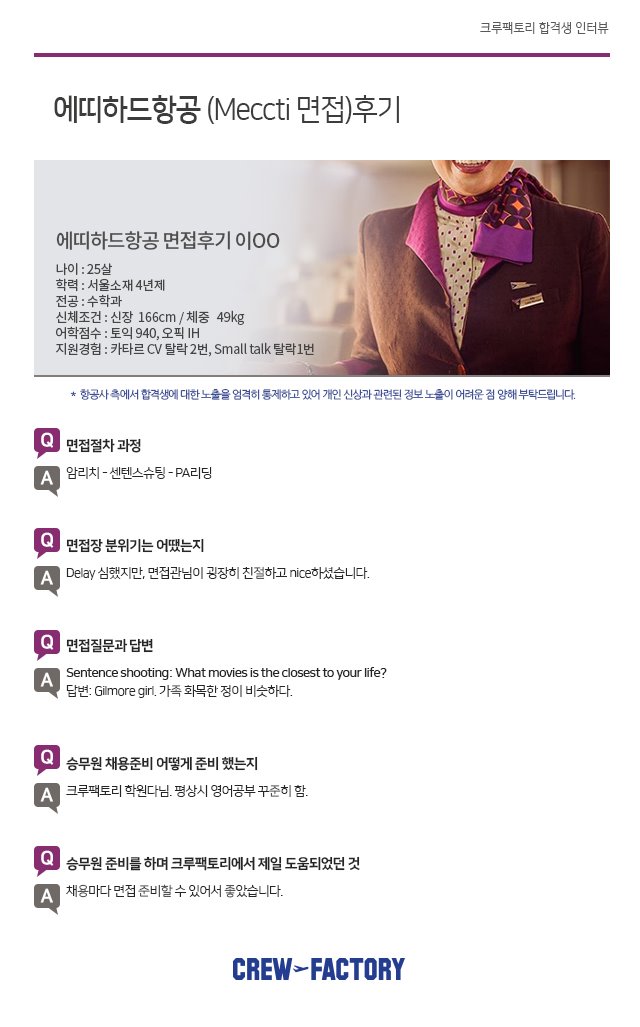 크루팩토리 합격생 인터뷰
에띠하드항공 (Meccti 면접)후기
에띠하드항공 면접후기 이OO
나이 : 25살
학력 : 서울소재 4년제
전공 : 수학과
신체조건 : 신장 166cm / 체중 49kg
어학점수 : 토익 940, 오픽 IH
지원경험 : 카타르 CV 탈락 2번, Small talk 탈락1번
* 항공사 측에서 합격생에 대한 노출을 엄격히 통제하고 있어 개인 신상과 관련된 정보 노출이 어려운 점 양해 부탁드립니다.
Q 면접절차 과정
A 암리치 - 센텐스슈팅 - PA리딩
Q 면접장 분위기는 어땠는지
A Delay 심했지만, 면접관님이 굉장히 친절하고 nice하셨습니다.
Q 면접질문과 답변
A Sentence shooting: What movies is the closest to your life?
답변: Gilmore girl. 가족 화목한 정이 비슷하다.
Q 승무원 채용준비 어떻게 준비 했는지
A 크루팩토리 학원다님. 평상시 영어공부 꾸준히 함.
Q 승무원 준비를 하며 크루팩토리에서 제일 도움되었던 것
A 채용마다 면접 준비할 수 있어서 좋았습니다.
CREW FACTORY